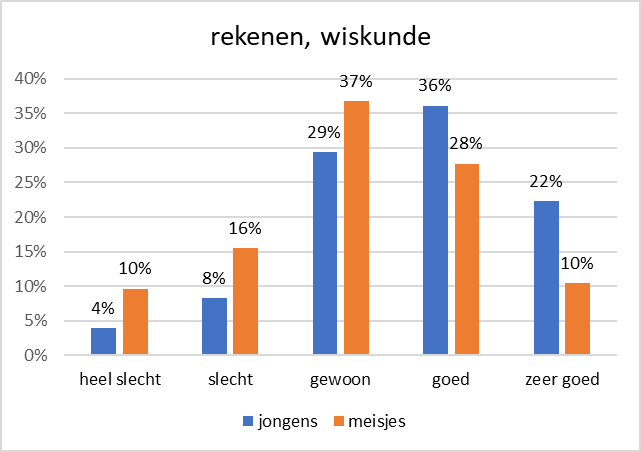 rekenen, wiskunde
40%
35%
30%
25%
20%
15%
10%
5%
0%
4%
10%
8%
16%
29%
37%
36%
28%
22%
10%
heel slecht
slecht
gewoon
goed
zeer goed
jongens
meisjes